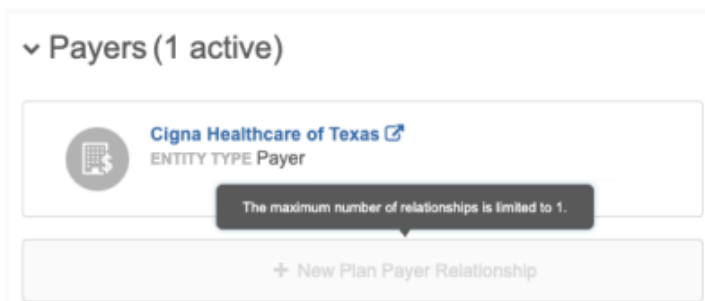 Payers (1 active)
Cigna Healthcare of Texas
ENTITY TYPE Payer
The maximum number of relationships is limited to 1.
+ New Plan Payer Relationship